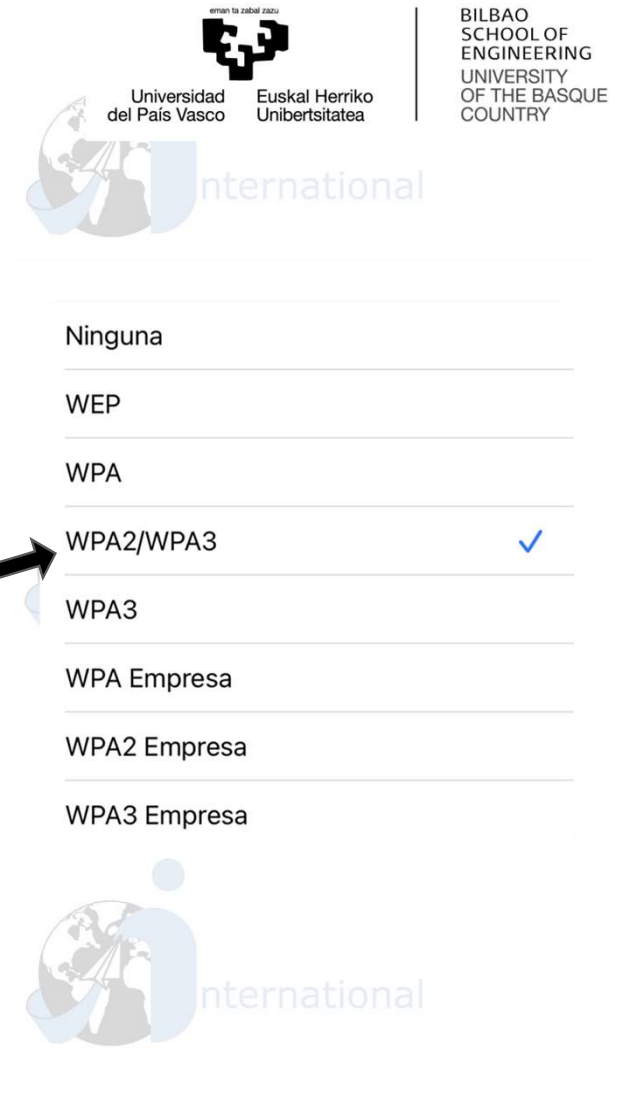 eman ta zabal zazu
Universidad
del País Vasco
Euskal Herriko
Unibertsitatea
BILBAO
SCHOOL OF
ENGINEERING
UNIVERSITY
OF THE BASQUE
COUNTRY
nternational
Ninguna
WEP
WPA
WPA2/WPA3
WPA3
WPA Empresa
WPA2 Empresa
WPA3 Empresa
nternational